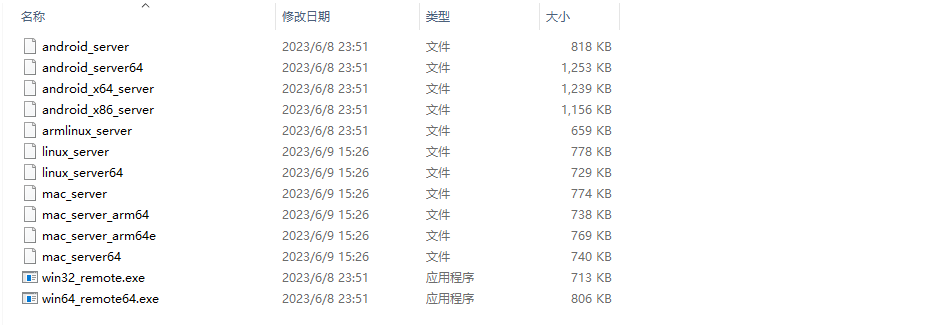 名称 修改日期 类型 大小
android_server 2023/6/8 23:51 文件 818 KB
android_server64 2023/6/8 23:51 文件 1,253 KB
android_x64_server 2023/6/8 23:51 文件 1,239 KB
android_x86_server 2023/6/8 23:51 文件 1,156 KB
armlinux_server 2023/6/8 23:51 文件 659 KB
linux_server 2023/6/9 15:26 文件 778 KB
linux_server64 2023/6/9 15:26 文件 729 KB
mac_server 2023/6/9 15:26 文件 774 KB
mac_server_arm64 2023/6/9 15:26 文件 738 KB
mac_server_arm64e 2023/6/9 15:26 文件 769 KB
mac_server64 2023/6/9 15:26 文件 740 KB
win32_remote.exe 2023/6/8 23:51 应用程序 713 KB
win64_remote64.exe 2023/6/8 23:51 应用程序 806 KB